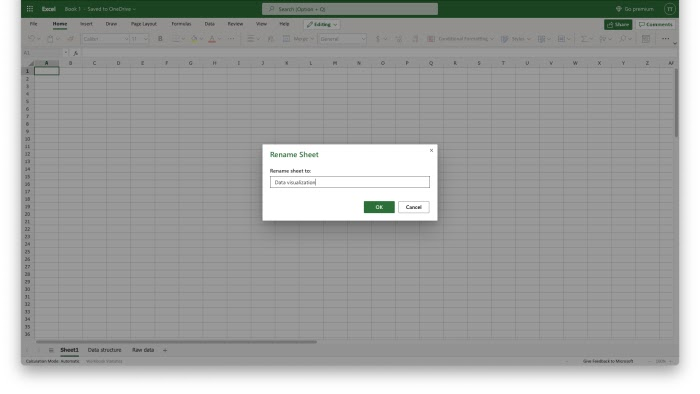 Excel Book 1 - Saved to OneDrive
Search (Option + Q)
Go premium TT
File Home Insert Draw Page Layout Formulas Data Review View Help Editing
Share Comments
Calibri 11 B A Merge General $ Conditional Formatting Styles
A1 fx
A B C D E F G H I J K L M N O P Q R S T U V W X Y Z
1
2
3
4
5
6
7
8
9
10
11
12
13
14
15
16
17
18
19
20
21
22
23
24
25
26
27
28
29
30
31
32
33
34
35
36
Rename Sheet
Rename sheet to:
Data visualization
OK Cancel
Sheet1 Data structure Raw data +
Calculation Mode: Automatic Workbook Statistics
Give Feedback to Microsoft 100%